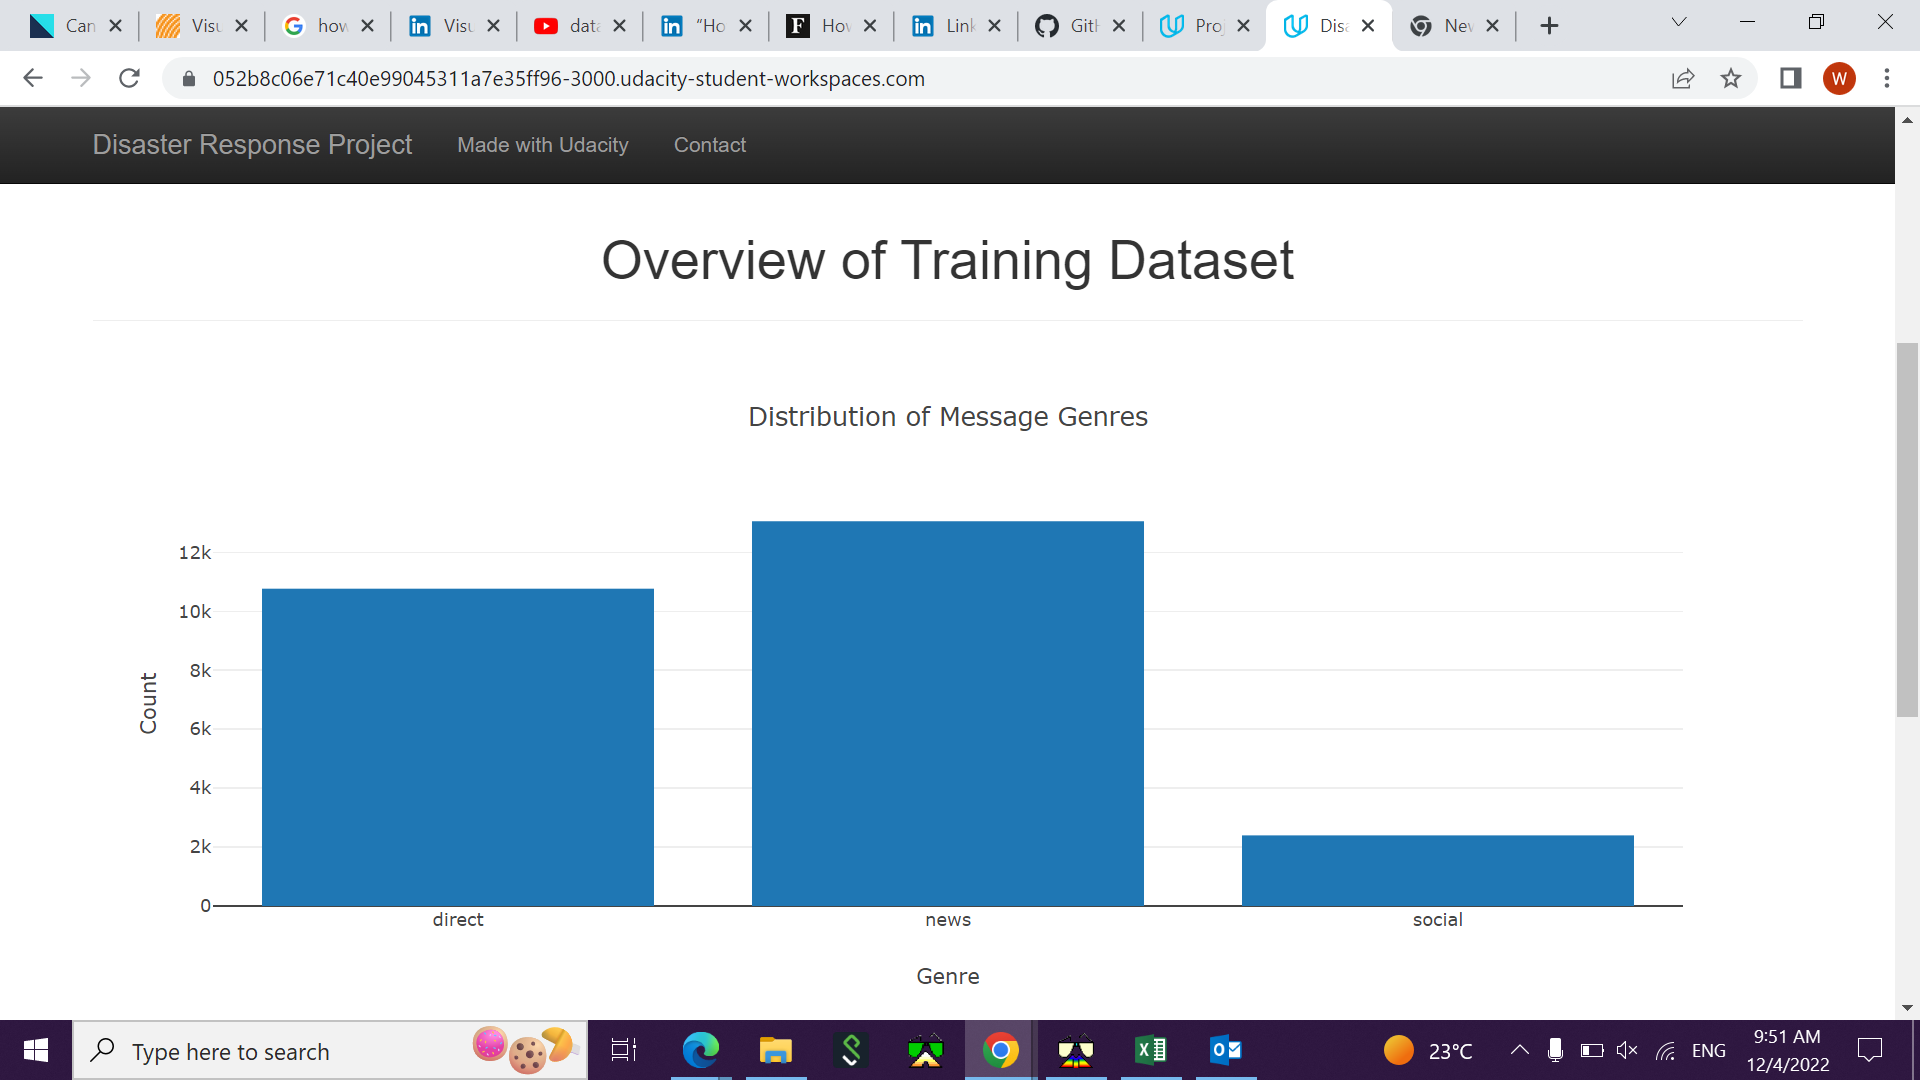 Can
Visu
how
Visu
data
“Ho
How
Link
Gith
Proj
Disa
New
052b8c06e71c40e99045311a7e35ff96-3000.udacity-student-workspaces.com
W
Disaster Response Project Made with Udacity Contact
Overview of Training Dataset
Distribution of Message Genres
12k
10k
8k
6k
4k
2k
0
Count
direct news social
Genre
Type here to search
23°C
ENG
9:51 AM
12/4/2022